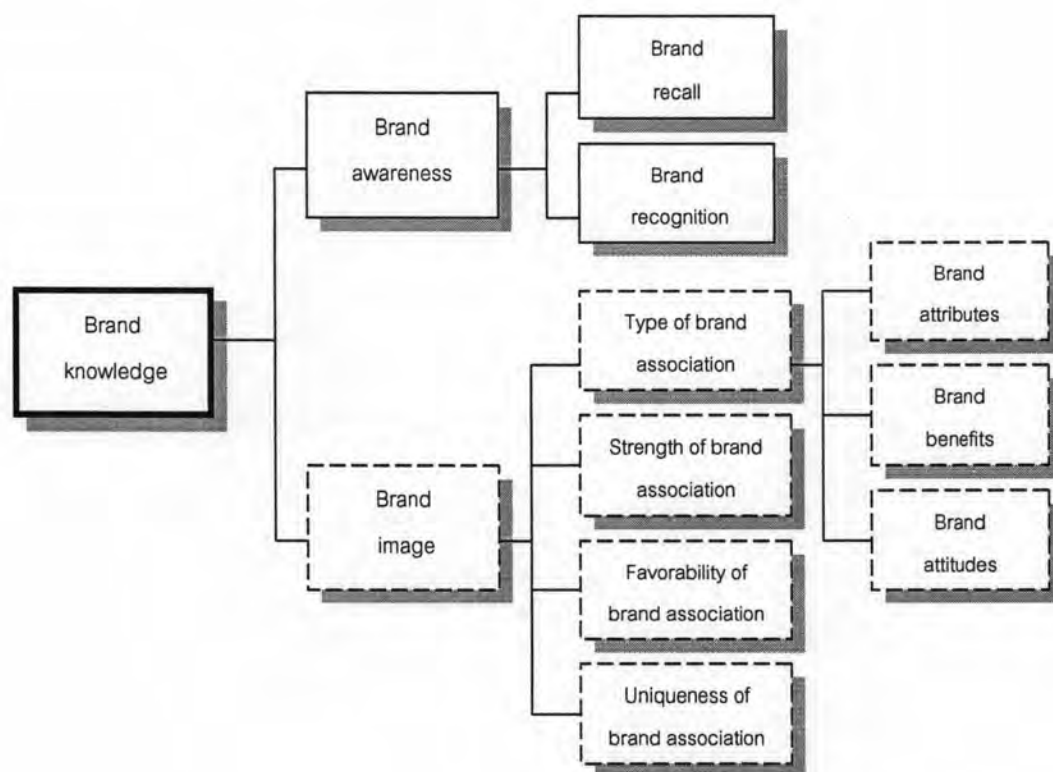 Brand
recall
Brand
awareness
Brand
recognition
Brand
attributes
Brand
knowledge
Type of brand
association
Brand
benefits
Strength of brand
association
Brand
image
Brand
attitudes
Favorability of
brand association
Uniqueness of
brand association